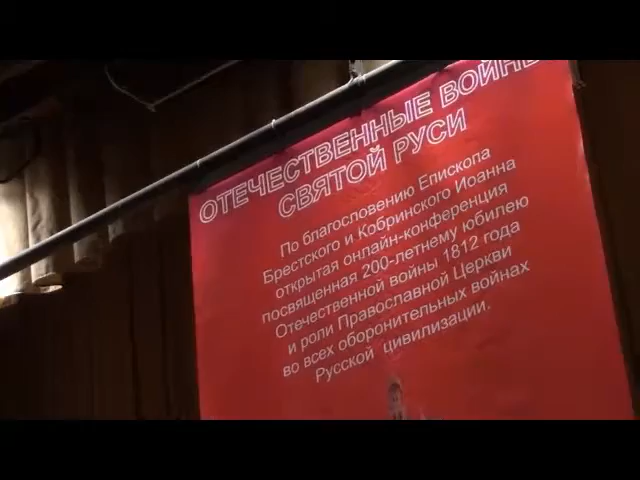 ОТЕЧЕСТВЕННЫЕ ВОЙНЫ
СВЯТОЙ РУСИ
По благословению Епископа
Брестского и Кобринского Иоанна
открытая онлайн-конференция
посвященная 200-летнему юбилею
Отечественной войны 1812 года
и роли Православной Церкви
во всех оборонительных войнах
Русской цивилизации.